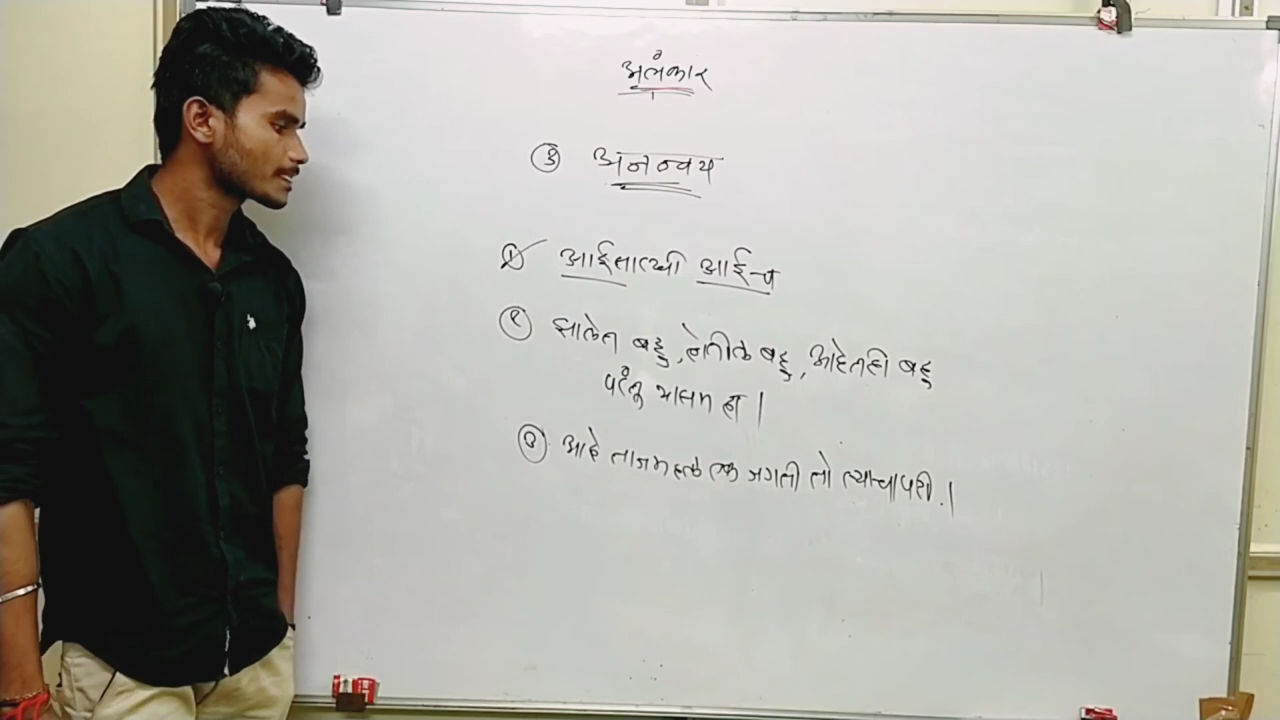 अलंकार
③ अनन्वय
① आईसारखी आईच
② झालेत बहु, होतील बहु, आहेतही बहु
परंतू यासम हा |
③ आहे ताजमहल एक जगती तो त्याच्यापरी . |